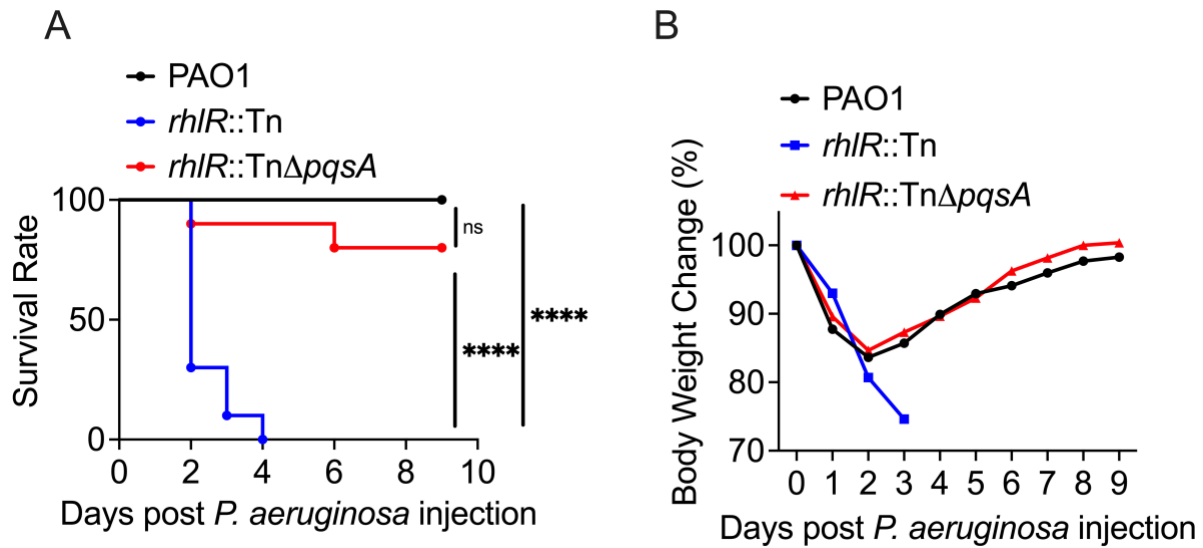 A
PAO1
rhlR::Tn
rhlR::TnΔpqsA
100
50
0
Survival Rate
ns
****
****
0 2 4 6 8 10
Days post P. aeruginosa injection
B
PAO1
rhlR::Tn
rhlR::TnΔpqsA
100
90
80
70
Body Weight Change (%)
0 1 2 3 4 5 6 7 8 9
Days post P. aeruginosa injection